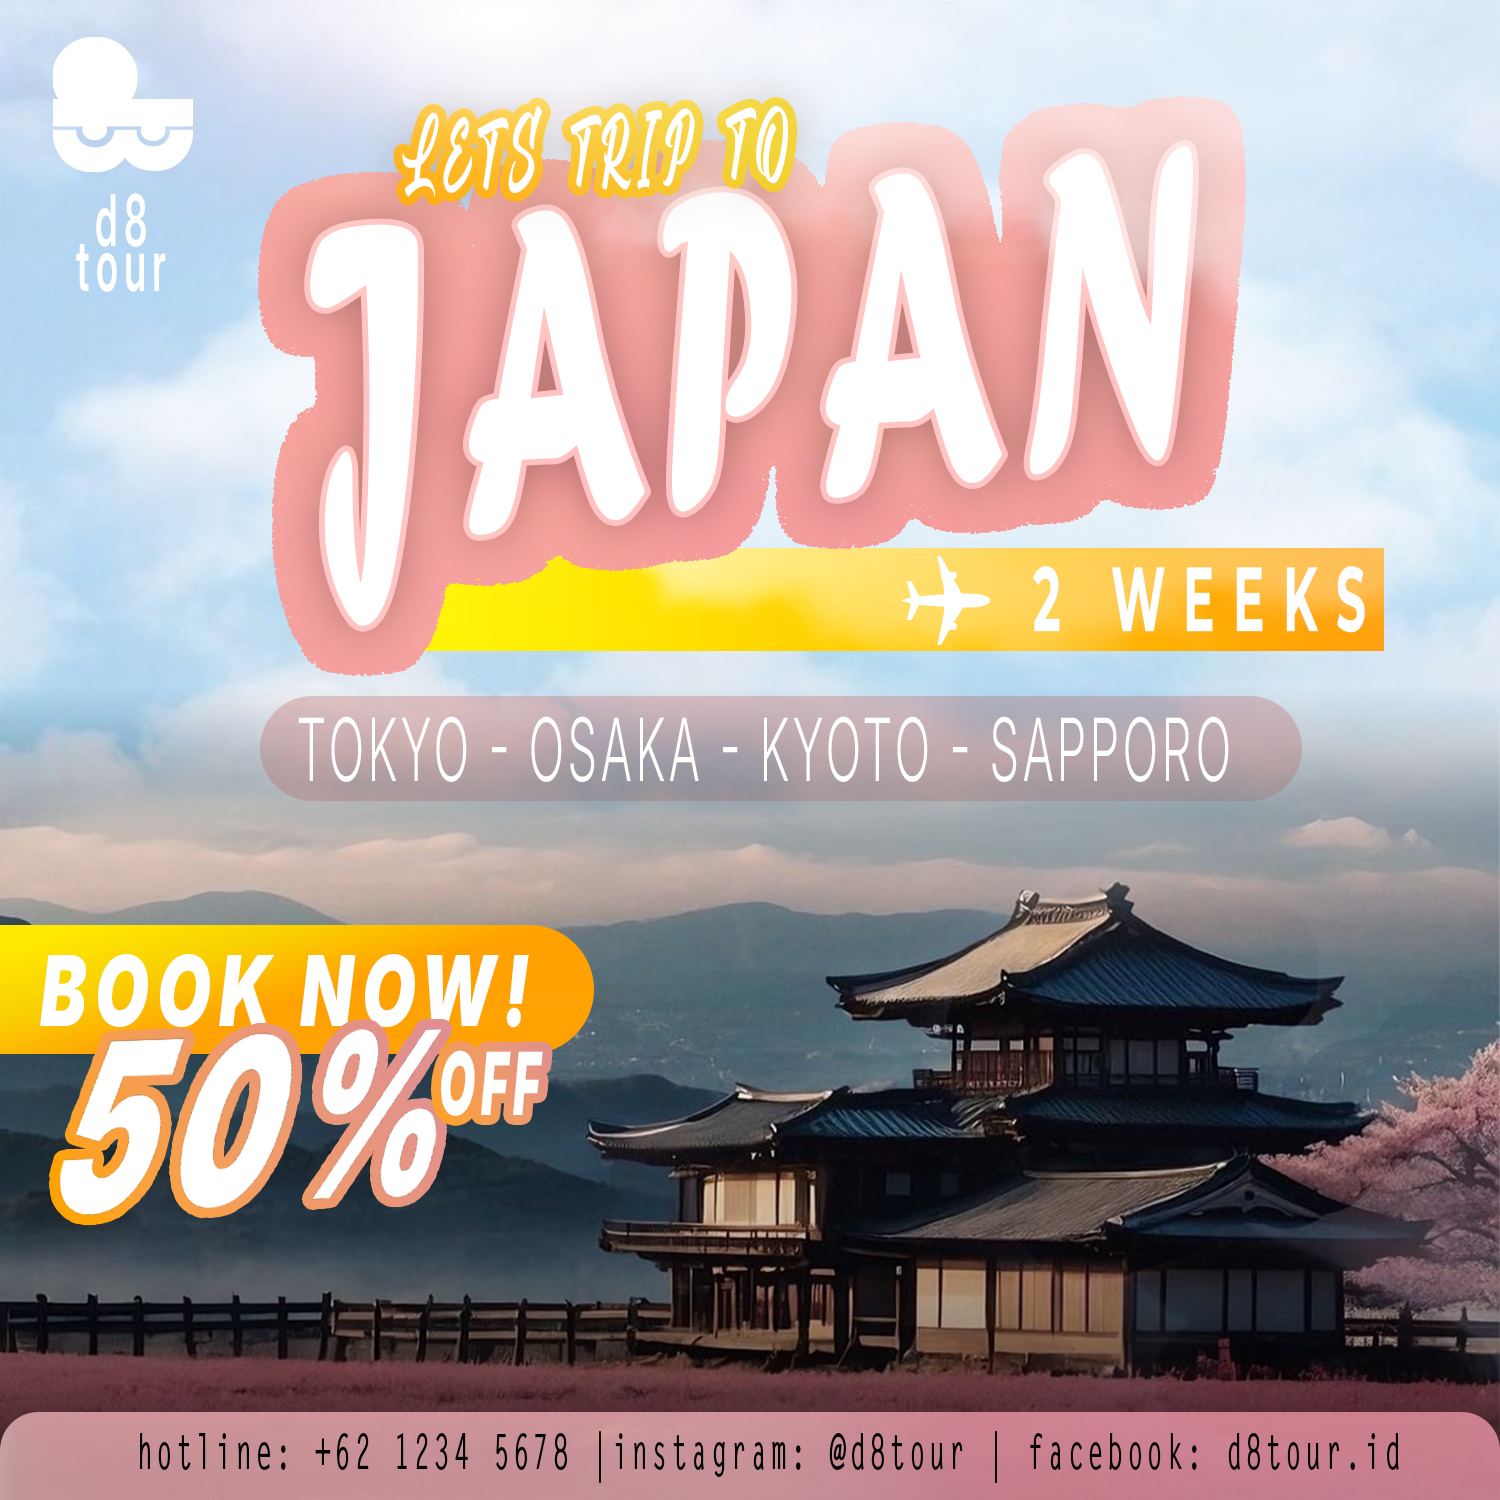 d8
tour
LETS TRIP TO
JAPAN
2 WEEKS
TOKYO - OSAKA - KYOTO - SAPPORO
BOOK NOW!
50% OFF
hotline: +62 1234 5678 |instagram: @d8tour | facebook: d8tour.id